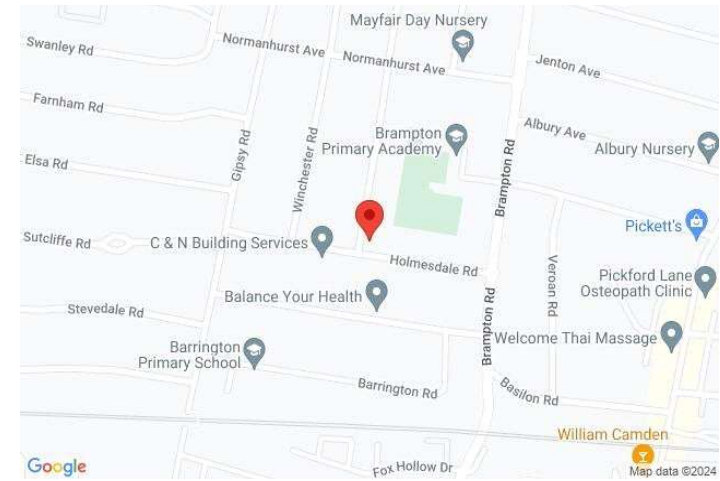 Mayfair Day Nursery
Swanley Rd
Normanhurst Ave
Normanhurst Ave
Jenton Ave
Farnham Rd
Gipsy Rd
Winchester Rd
Brampton
Primary Academy
Brampton Rd
Albury Ave
Albury Nursery
Elsa Rd
Pickett's
Sutcliffe Rd
C & N Building Services
Holmesdale Rd
Veroan Rd
Pickford Lane
Osteopath Clinic
Balance Your Health
Stevedale Rd
Brampton Rd
Welcome Thai Massage
Barrington
Primary School
Barrington Rd
Basilon Rd
William Camden
Google
Fox Hollow Dr
Map data ©2024